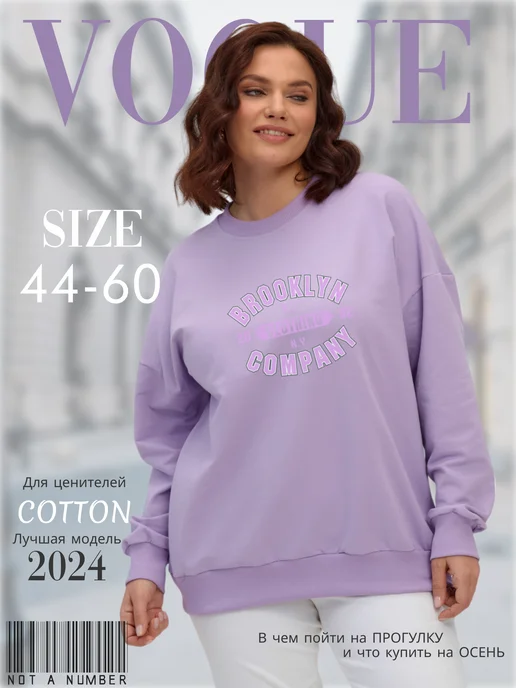 VOGUE
SIZE
44-60
BROOKLYN
N.Y
COMPANY
Для ценителей
COTTON
Лучшая модель
2024
В чем пойти на ПРОГУЛКУ
и что купить на ОСЕНЬ
NOT A NUMBER